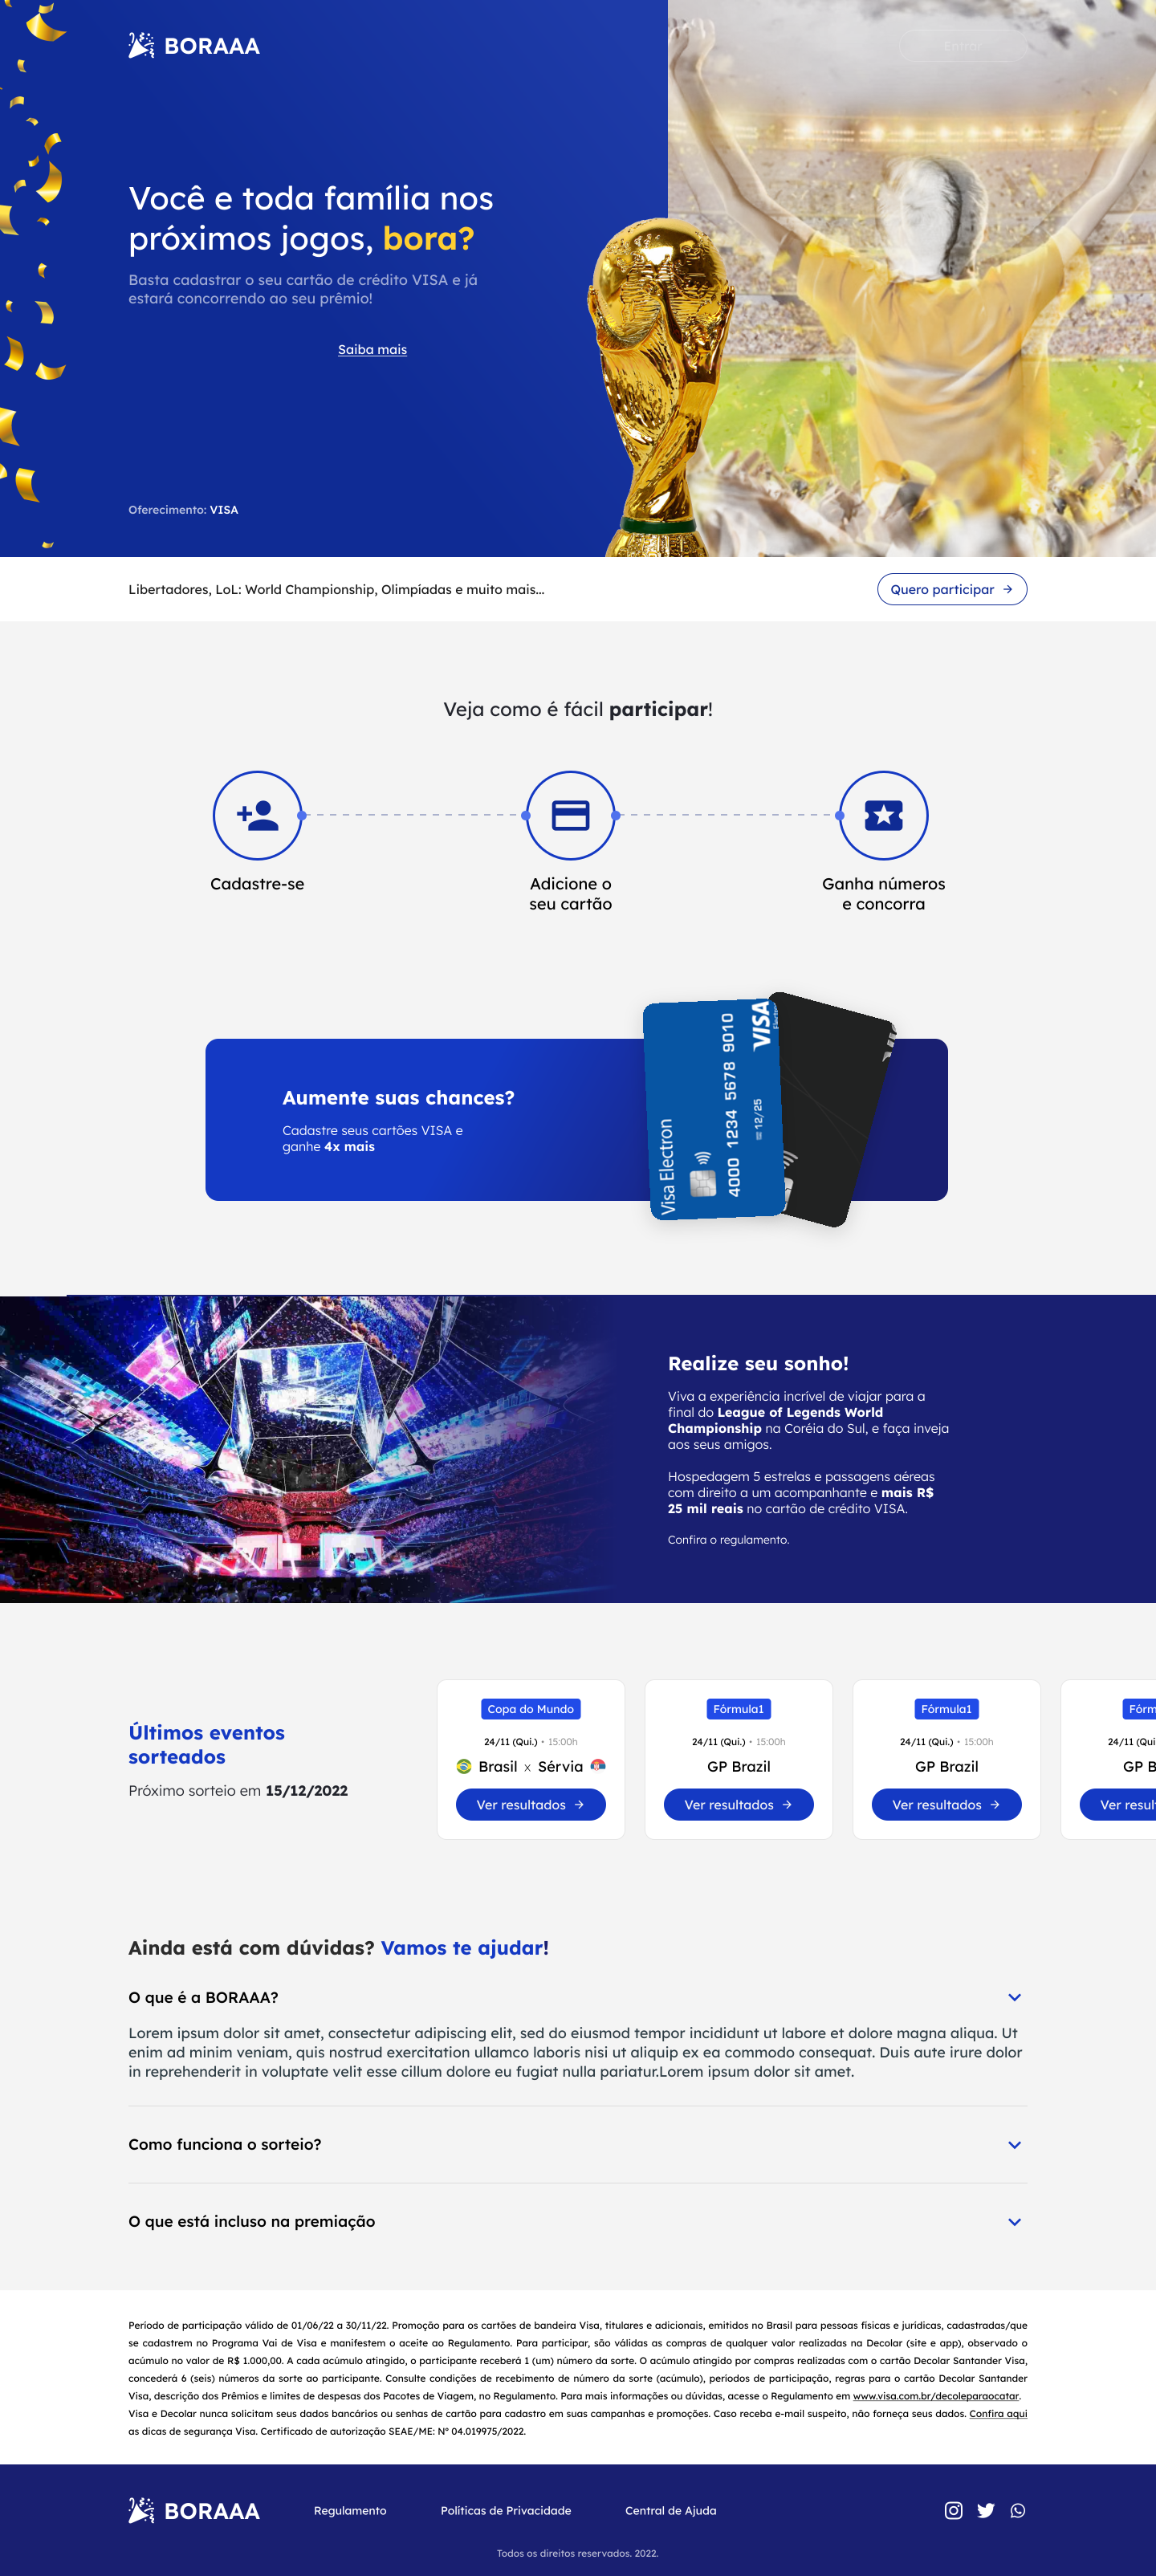 BORAAA
Entrar
Você e toda família nos
próximos jogos, bora?
Basta cadastrar o seu cartão de crédito VISA e já
estará concorrendo ao seu prêmio!
Saiba mais
Oferecimento: VISA
Libertadores, LoL: World Championship, Olimpíadas e muito mais...
Quero participar
Veja como é fácil participar!
Cadastre-se
Adicione o
seu cartão
Ganha números
e concorra
Aumente suas chances?
Cadastre seus cartões VISA e
ganhe 4x mais
Visa Electron
4000 1234 5678 9010
12/25
VISA
Realize seu sonho!
Viva a experiência incrível de viajar para a
final do League of Legends World
Championship na Coréia do Sul, e faça inveja
aos seus amigos.
Hospedagem 5 estrelas e passagens aéreas
com direito a um acompanhante e mais R$
25 mil reais no cartão de crédito VISA.
Confira o regulamento.
Últimos eventos
sorteados
Próximo sorteio em 15/12/2022
Copa do Mundo
24/11 (Qui.) • 15:00h
Brasil x Sérvia
Ver resultados
Fórmula1
24/11 (Qui.) • 15:00h
GP Brazil
Ver resultados
Fórmula1
24/11 (Qui.) • 15:00h
GP Brazil
Ver resultados
Fórm
24/11 (Qui
GP B
Ver resul
Ainda está com dúvidas? Vamos te ajudar!
O que é a BORAAA?
Lorem ipsum dolor sit amet, consectetur adipiscing elit, sed do eiusmod tempor incididunt ut labore et dolore magna aliqua. Ut
enim ad minim veniam, quis nostrud exercitation ullamco laboris nisi ut aliquip ex ea commodo consequat. Duis aute irure dolor
in reprehenderit in voluptate velit esse cillum dolore eu fugiat nulla pariatur.Lorem ipsum dolor sit amet.
Como funciona o sorteio?
O que está incluso na premiação
Período de participação válido de 01/06/22 a 30/11/22. Promoção para os cartões de bandeira Visa, titulares e adicionais, emitidos no Brasil para pessoas físicas e jurídicas, cadastradas/que
se cadastrem no Programa Vai de Visa e manifestem o aceite ao Regulamento. Para participar, são válidas as compras de qualquer valor realizadas na Decolar (site e app), observado o
acúmulo no valor de R$ 1.000,00. A cada acúmulo atingido, o participante receberá 1 (um) número da sorte. O acúmulo atingido por compras realizadas com o cartão Decolar Santander Visa,
concederá 6 (seis) números da sorte ao participante. Consulte condições de recebimento de número da sorte (acúmulo), períodos de participação, regras para o cartão Decolar Santander
Visa, descrição dos Prêmios e limites de despesas dos Pacotes de Viagem, no Regulamento. Para mais informações ou dúvidas, acesse o Regulamento em www.visa.com.br/decoleparaocatar.
Visa e Decolar nunca solicitam seus dados bancários ou senhas de cartão para cadastro em suas campanhas e promoções. Caso receba e-mail suspeito, não forneça seus dados. Confira aqui
as dicas de segurança Visa. Certificado de autorização SEAE/ME: Nº 04.019975/2022.
BORAAA
Regulamento
Políticas de Privacidade
Central de Ajuda
Todos os direitos reservados. 2022.